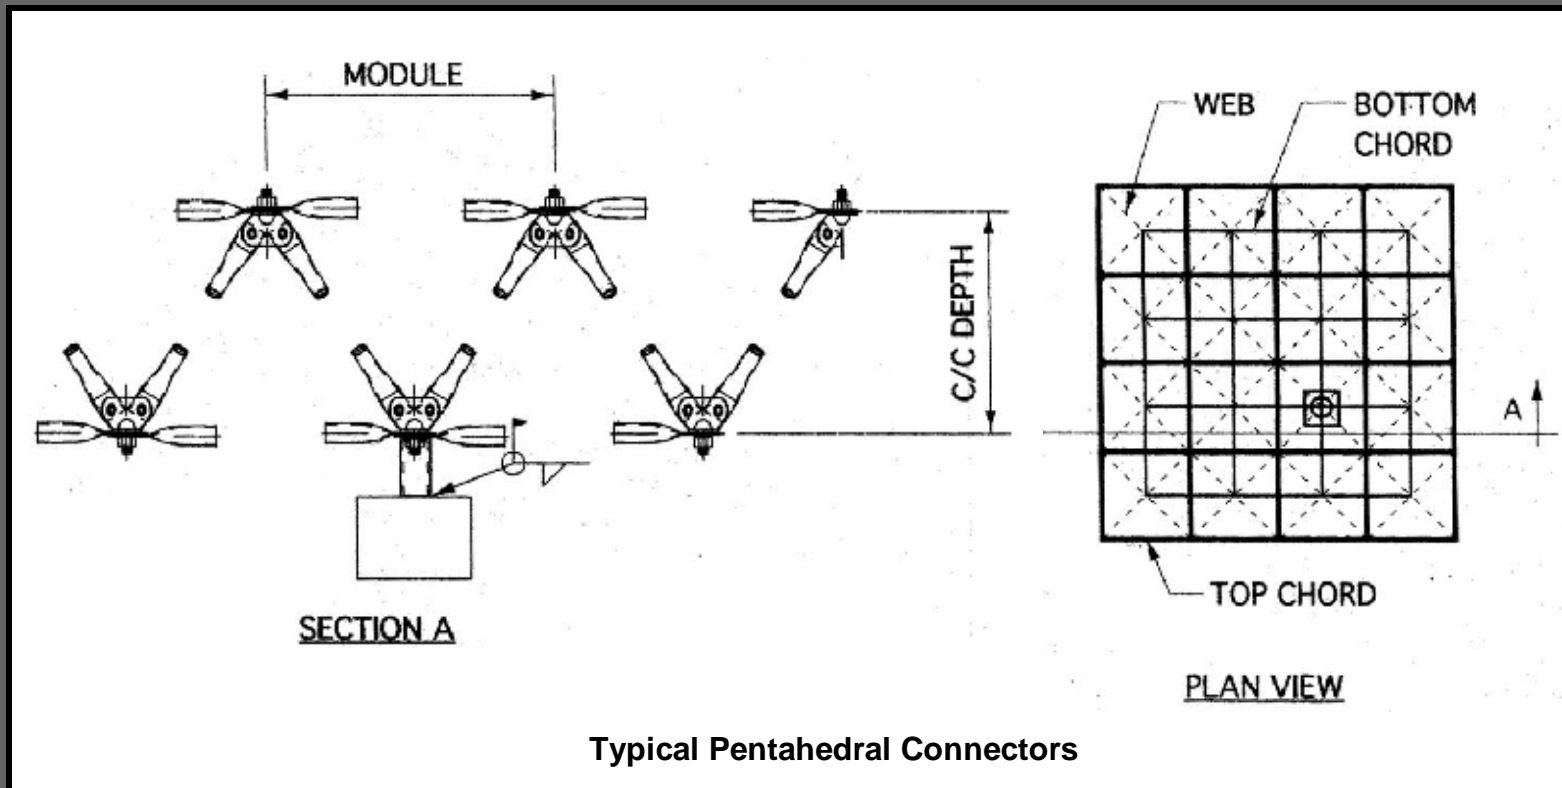 MODULE
C/C DEPTH
SECTION A
WEB
BOTTOM
CHORD
A
TOP CHORD
PLAN VIEW
Typical Pentahedral Connectors